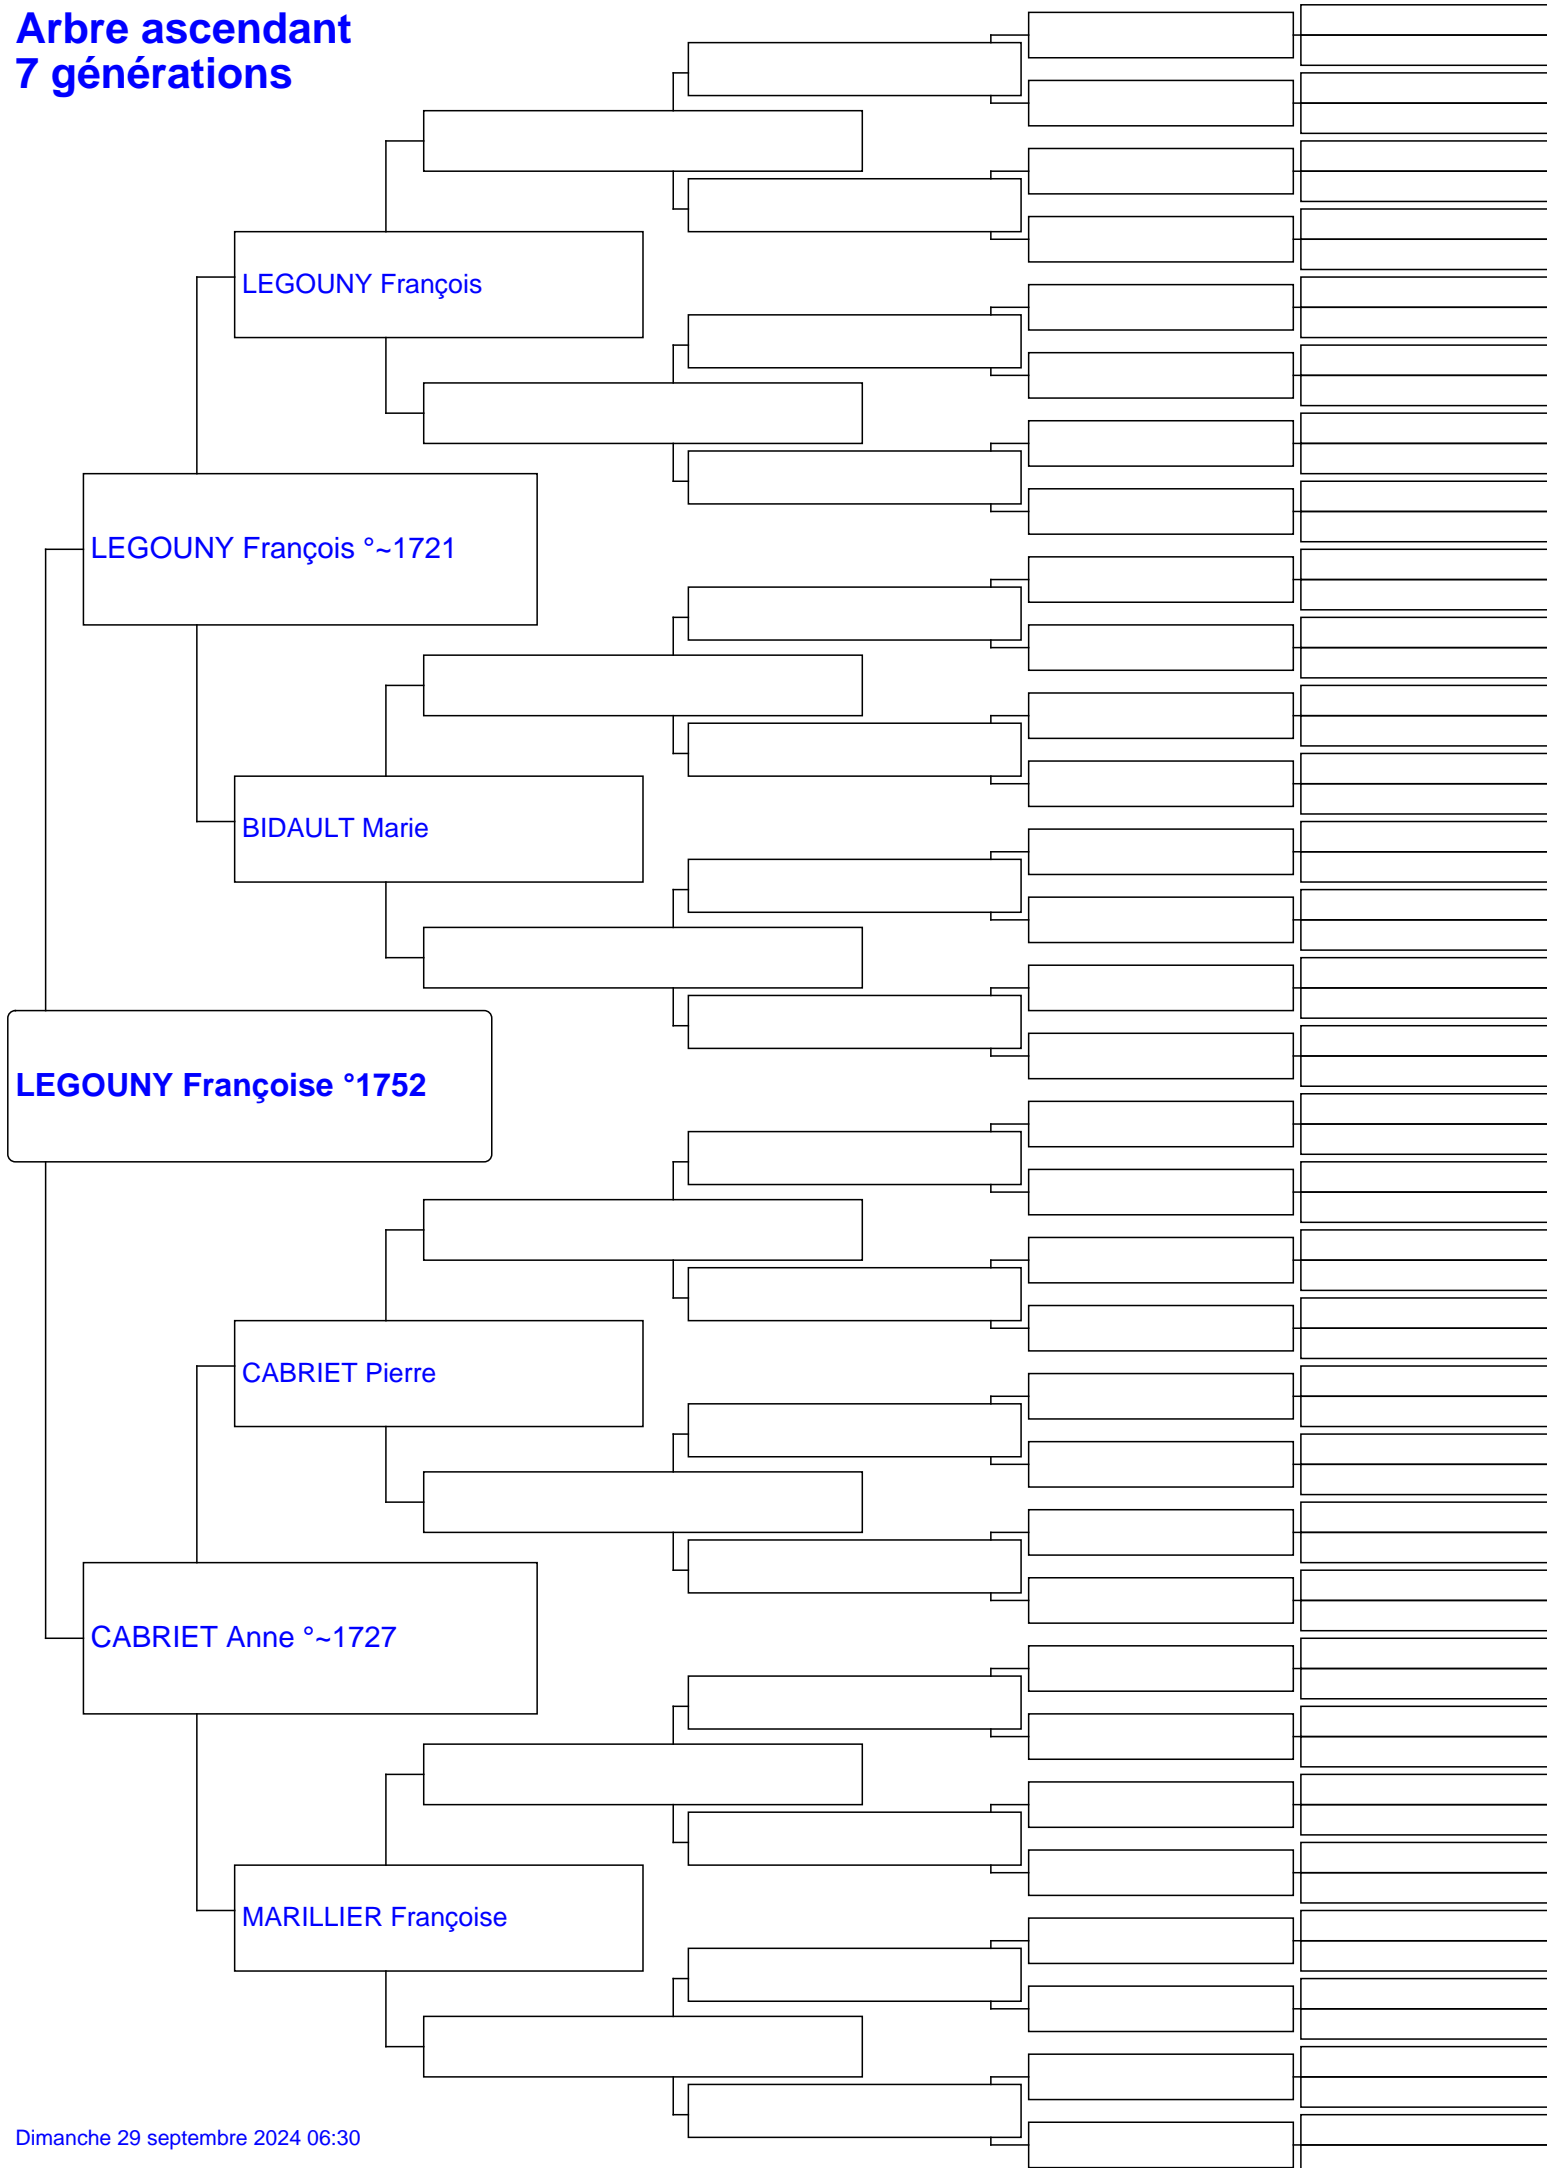 Arbre ascendant
7 générations
LEGOUNY François
LEGOUNY François °~1721
BIDAULT Marie
LEGOUNY Françoise °1752
CABRIET Pierre
CABRIET Anne °~1727
MARILLIER Françoise
Dimanche 29 septembre 2024 06:30